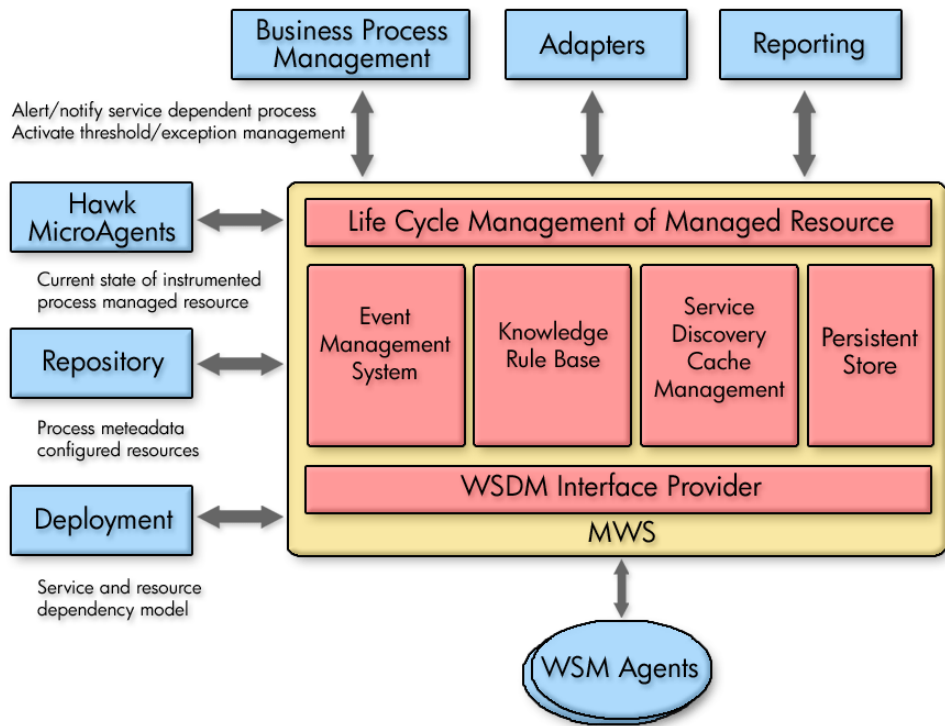 Business Process
Management
Adapters
Reporting
Alert/notify service dependent process
Activate threshold/exception management
Hawk
MicroAgents
Life Cycle Management of Managed Resource
Current state of instrumented
process managed resource
Event
Management
System
Knowledge
Rule Base
Service
Discovery
Cache
Management
Persistent
Store
Repository
Process meteadata
configured resources
WSDM Interface Provider
Deployment
MWS
Service and resource
dependency model
WSM Agents